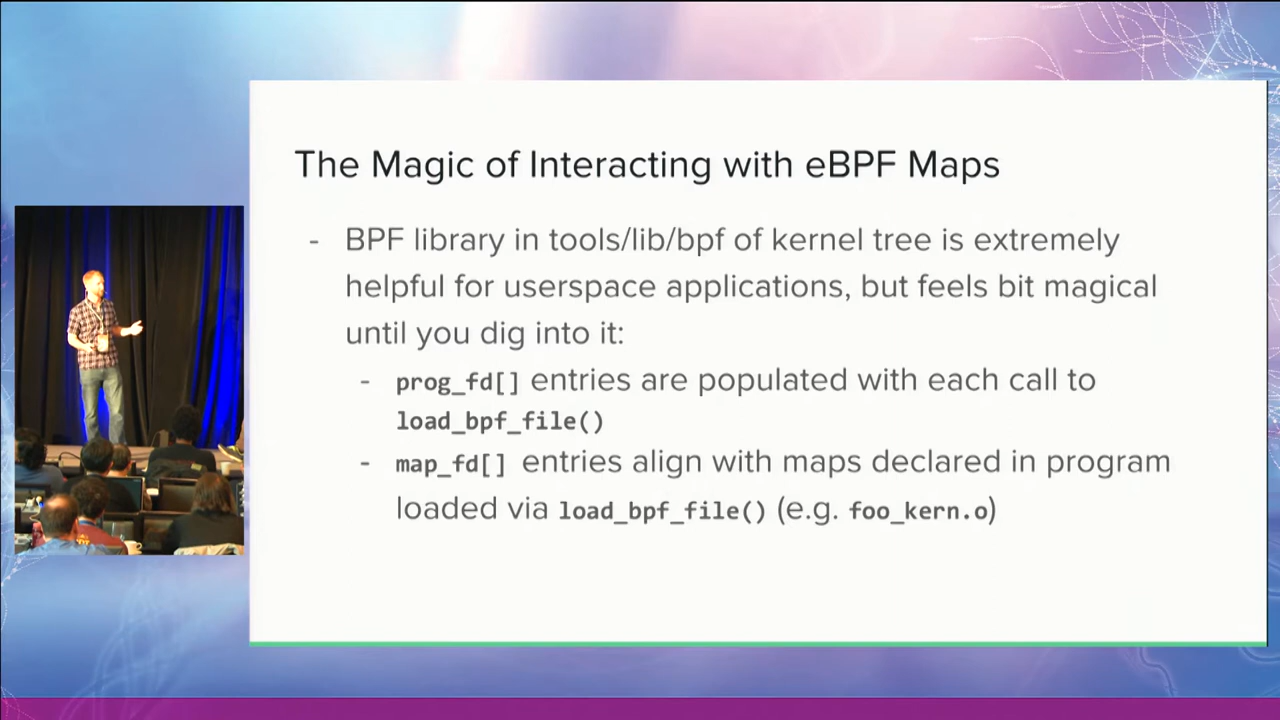 The Magic of Interacting with eBPF Maps
- BPF library in tools/lib/bpf of kernel tree is extremely
helpful for userspace applications, but feels bit magical
until you dig into it:
- prog_fd[] entries are populated with each call to
load_bpf_file()
- map_fd[] entries align with maps declared in program
loaded via load_bpf_file() (e.g. foo_kern.o)